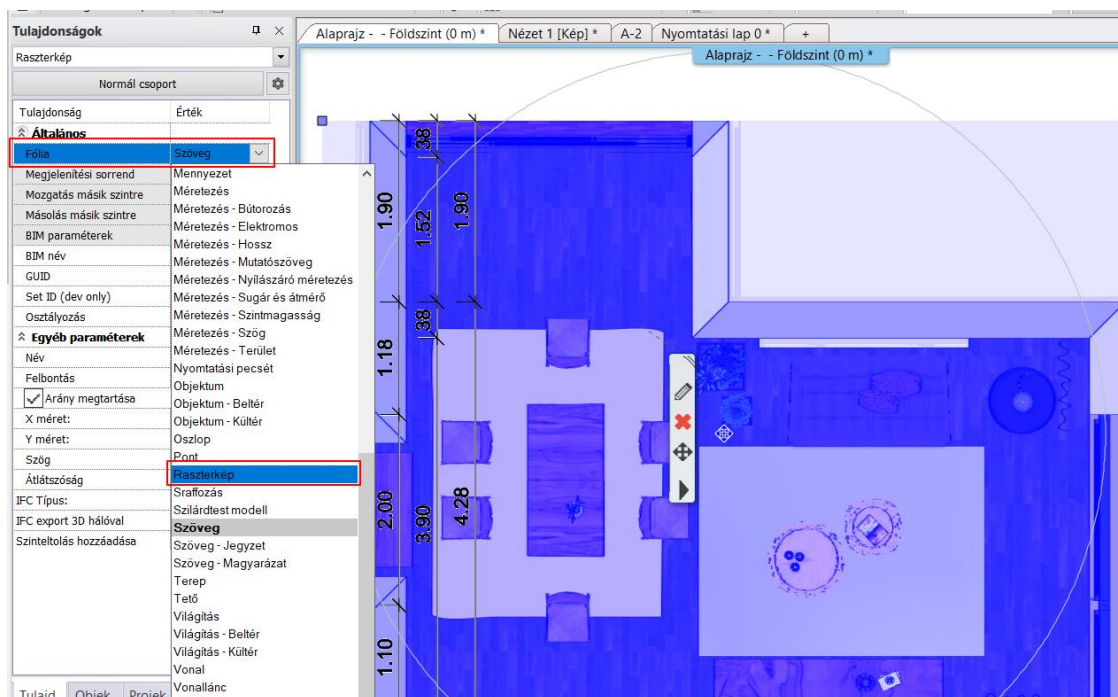 Tulajdonságok
Alaprajz - - Földszint (0 m) *
Nézet 1 [Kép] *
A-2
Nyomtatási lap 0 *
+
Raszterkép
Alaprajz - - Földszint (0 m) *
Normál csoport
Tulajdonság Érték
Általános
Fólia Szöveg
Megjelenítési sorrend
Mozgatás másik szintre
Másolás másik szintre
BIM paraméterek
BIM név
GUID
Set ID (dev only)
Osztályozás
Egyéb paraméterek
Név
Felbontás
Arány megtartása
X méret:
Y méret:
Szög
Átlátszóság
IFC Típus:
IFC export 3D hálóval
Szinteltolás hozzáadása
Mennyezet
Méretezés
Méretezés - Bútorozás
Méretezés - Elektromos
Méretezés - Hossz
Méretezés - Mutatószöveg
Méretezés - Nyílászáró méretezés
Méretezés - Sugár és átmérő
Méretezés - Szintmagasság
Méretezés - Szög
Méretezés - Terület
Nyomtatási pecsét
Objektum
Objektum - Beltér
Objektum - Kültér
Oszlop
Pont
Raszterkép
Sraffozás
Szilárdtest modell
Szöveg
Szöveg - Jegyzet
Szöveg - Magyarázat
Terep
Tető
Világítás
Világítás - Beltér
Világítás - Kültér
Vonal
Vonallánc
38
1.90
1.52
1.90
38
1.18
2.00
3.90
4.28
1.10
Tulajd Objek Projek